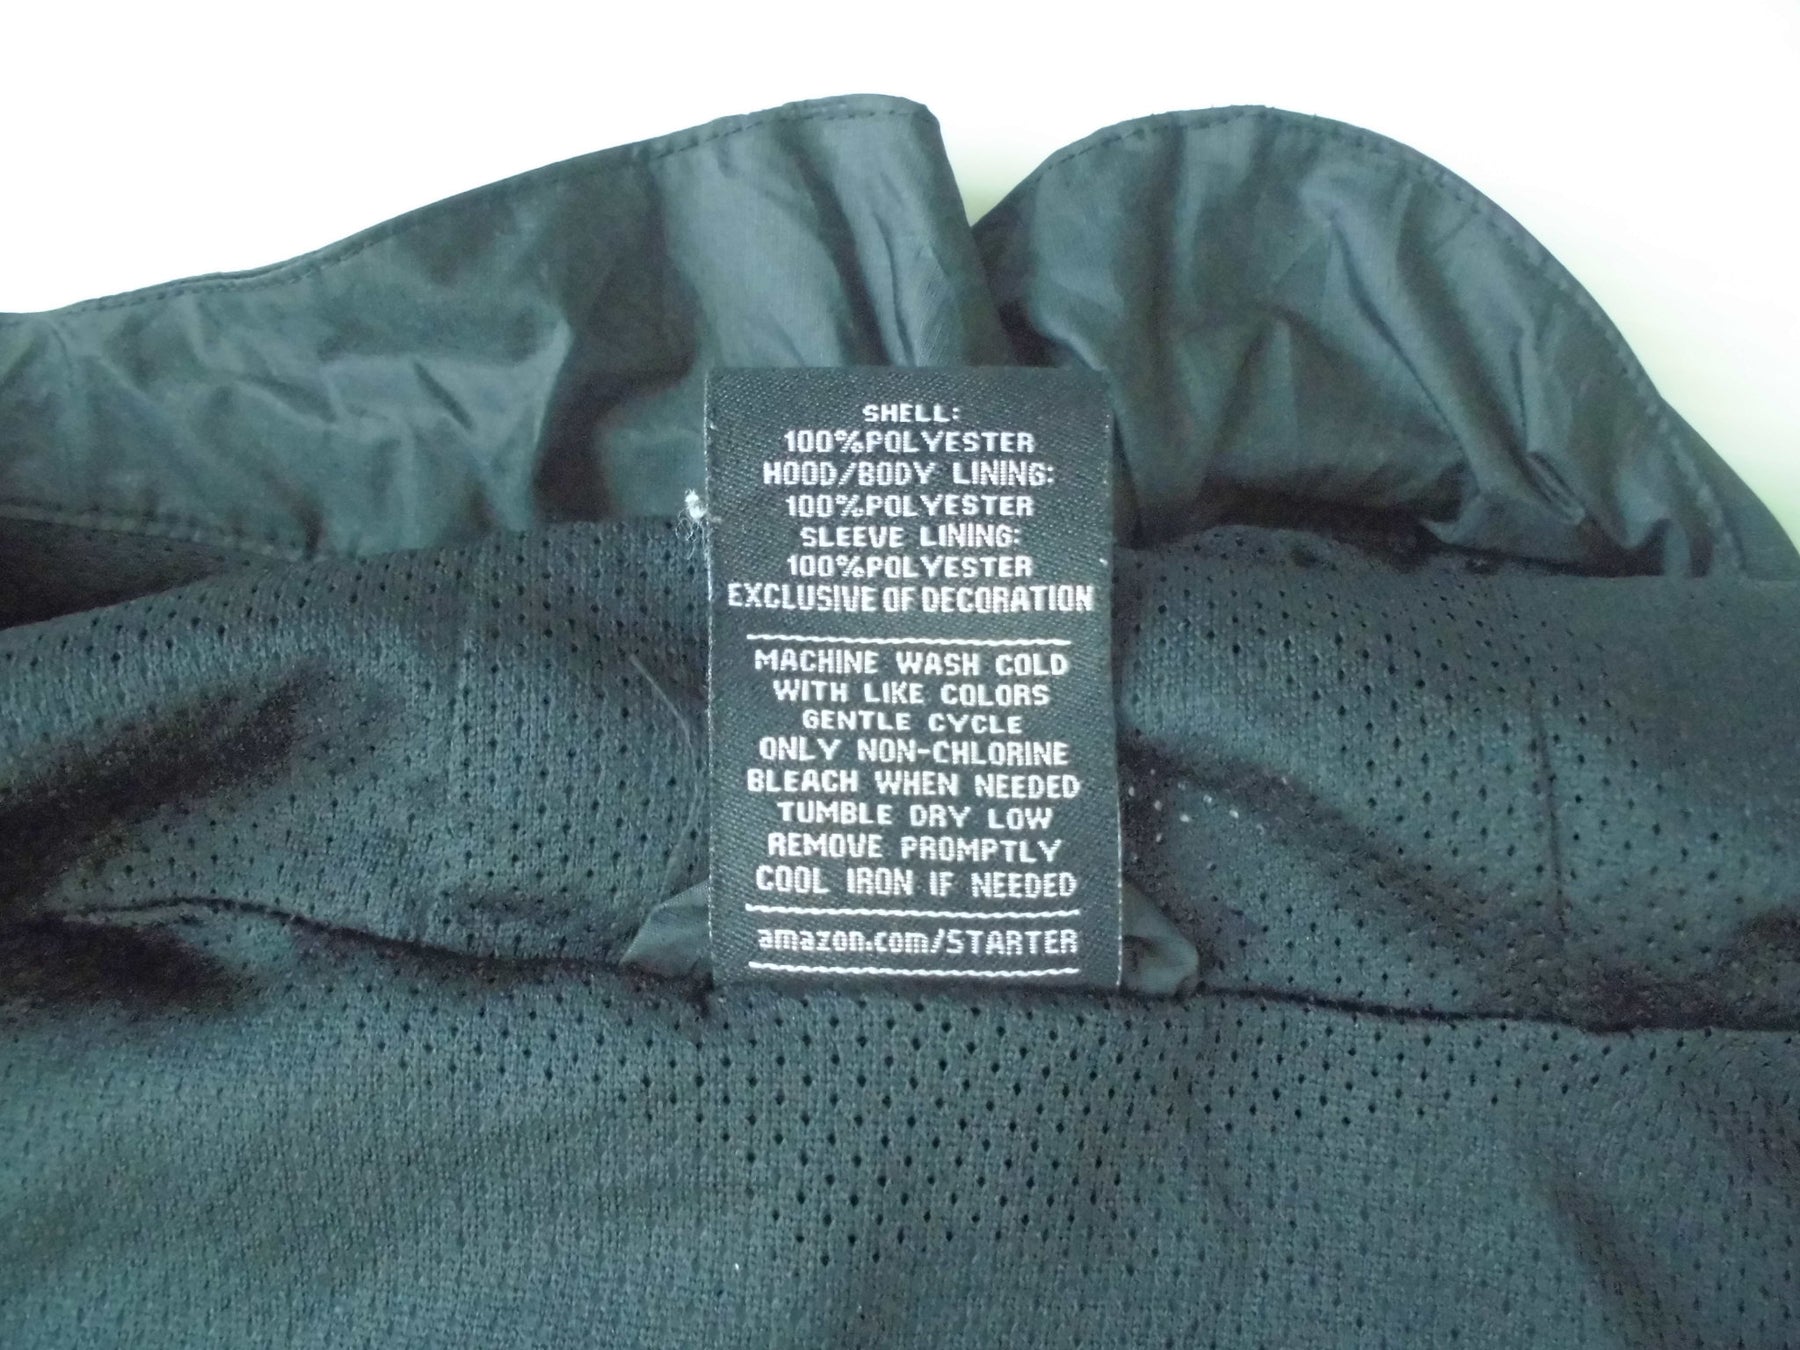 SHELL:
100%POLYESTER
HOOD/BODY LINING:
100%POLYESTER
SLEEVE LINING:
100%POLYESTER
EXCLUSIVE OF DECORATION
MACHINE WASH COLD
WITH LIKE COLORS
GENTLE CYCLE
ONLY NON-CHLORINE
BLEACH WHEN NEEDED
TUMBLE DRY LOW
REMOVE PROMPTLY
COOL IRON IF NEEDED
amazon.com/STARTER